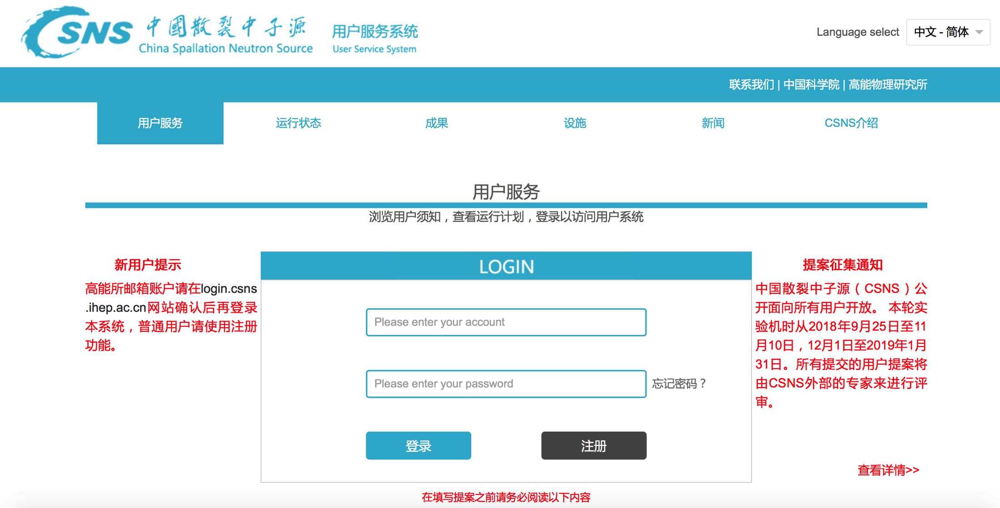 CSNS 中國散裂中子源 用户服务系统
China Spallation Neutron Source User Service System
Language select 中文 - 简体
联系我们 | 中国科学院 | 高能物理研究所
用户服务 运行状态 成果 设施 新闻 CSNS介绍
用户服务
浏览用户须知，查看运行计划，登录以访问用户系统
新用户提示
高能所邮箱账户请在login.csns
.ihep.ac.cn网站确认后再登录
本系统，普通用户请使用注册
功能。
LOGIN
Please enter your account
Please enter your password 忘记密码？
登录 注册
提案征集通知
中国散裂中子源（CSNS）公
开面向所有用户开放。 本轮实
验机时从2018年9月25日至11
月10日，12月1日至2019年1月
31日。所有提交的用户提案将
由CSNS外部的专家来进行评
审。
查看详情>>
在填写提案之前请务必阅读以下内容